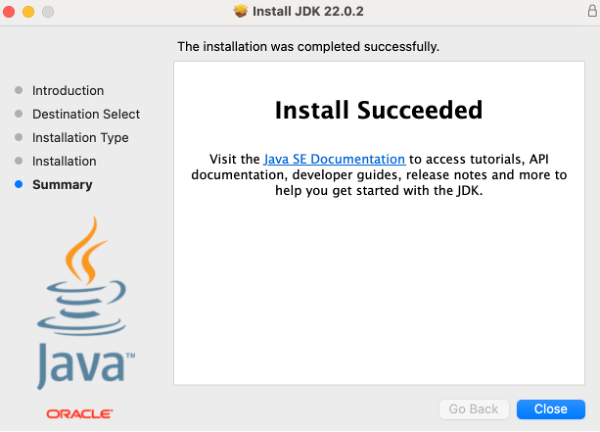 Install JDK 22.0.2
The installation was completed successfully.
Introduction
Destination Select
Installation Type
Installation
Summary
Install Succeeded
Visit the Java SE Documentation to access tutorials, API
documentation, developer guides, release notes and more to
help you get started with the JDK.
Java™
ORACLE
Go Back
Close